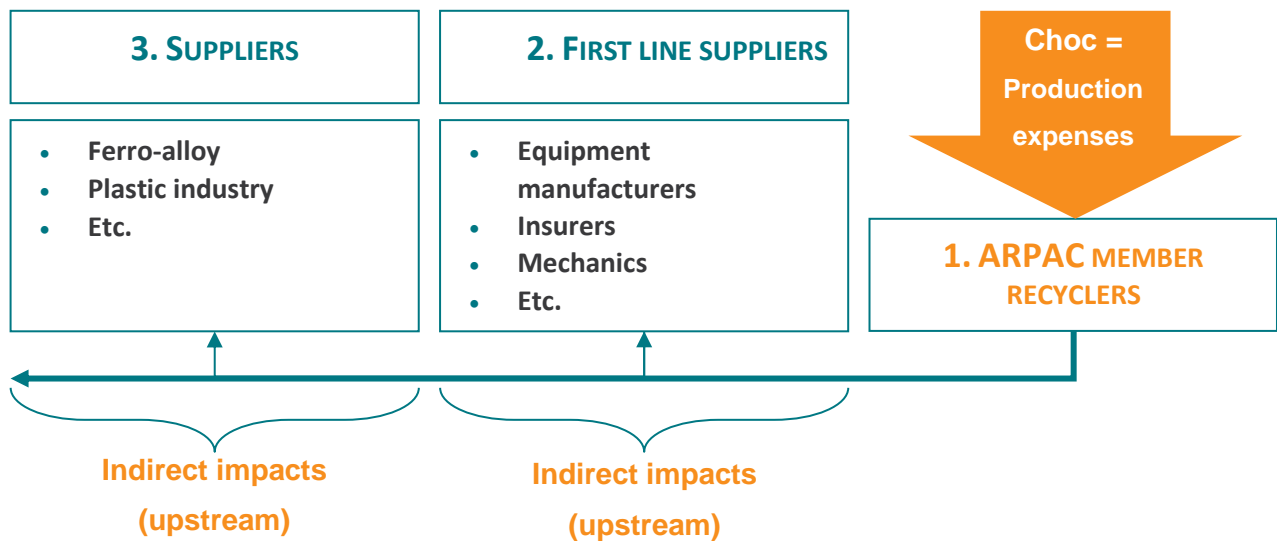 3. SUPPLIERS
• Ferro-alloy
• Plastic industry
• Etc.
2. FIRST LINE SUPPLIERS
• Equipment
manufacturers
• Insurers
• Mechanics
• Etc.
Choc =
Production
expenses
1. ARPAC MEMBER
RECYCLERS
Indirect impacts
(upstream)
Indirect impacts
(upstream)